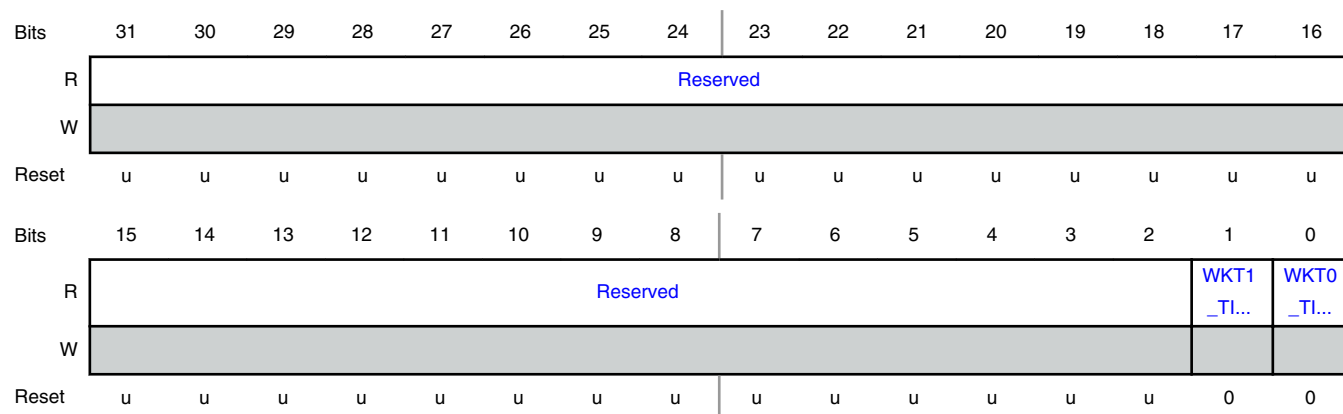 Bits 31 30 29 28 27 26 25 24 23 22 21 20 19 18 17 16
R Reserved
W
Reset u u u u u u u u u u u u u u u u
Bits 15 14 13 12 11 10 9 8 7 6 5 4 3 2 1 0
R Reserved WKT1 _TI... WKT0 _TI...
W
Reset u u u u u u u u u u u u u u 0 0